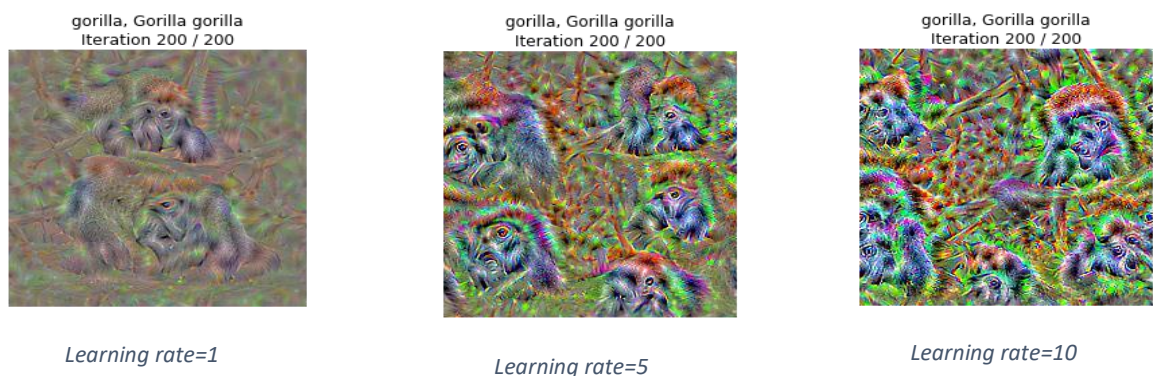 gorilla, Gorilla gorilla
Iteration 200 / 200
Learning rate=1
gorilla, Gorilla gorilla
Iteration 200 / 200
Learning rate=5
gorilla, Gorilla gorilla
Iteration 200 / 200
Learning rate=10